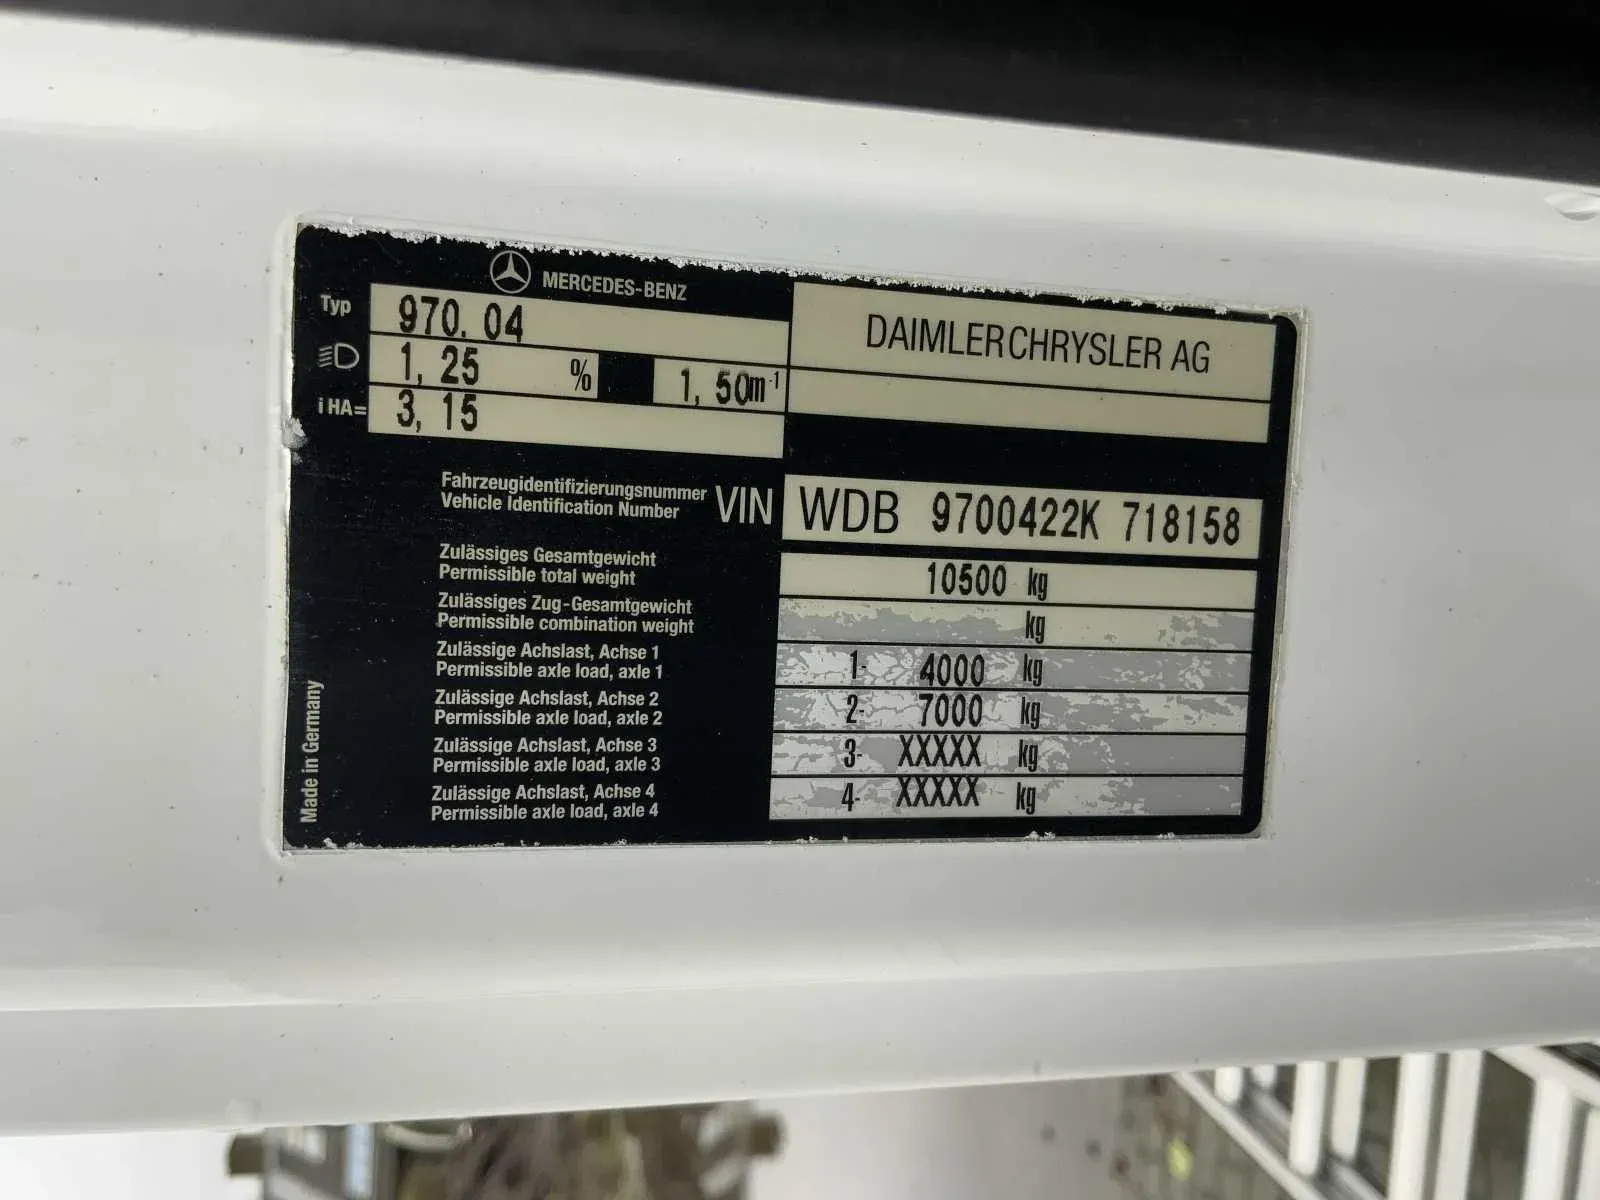 MERCEDES-BENZ
Typ 970. 04
1, 25 % 1, 50m⁻¹
i HA= 3, 15
DAIMLERCHRYSLER AG
Fahrzeugidentifizierungsnummer
Vehicle Identification Number
VIN WDB 9700422K 718158
Zulässiges Gesamtgewicht
Permissible total weight
10500 kg
Zulässiges Zug-Gesamtgewicht
Permissible combination weight
kg
Zulässige Achslast, Achse 1
Permissible axle load, axle 1
1- 4000 kg
Zulässige Achslast, Achse 2
Permissible axle load, axle 2
2- 7000 kg
Zulässige Achslast, Achse 3
Permissible axle load, axle 3
3- XXXXX kg
Zulässige Achslast, Achse 4
Permissible axle load, axle 4
4- XXXXX kg
Made in Germany